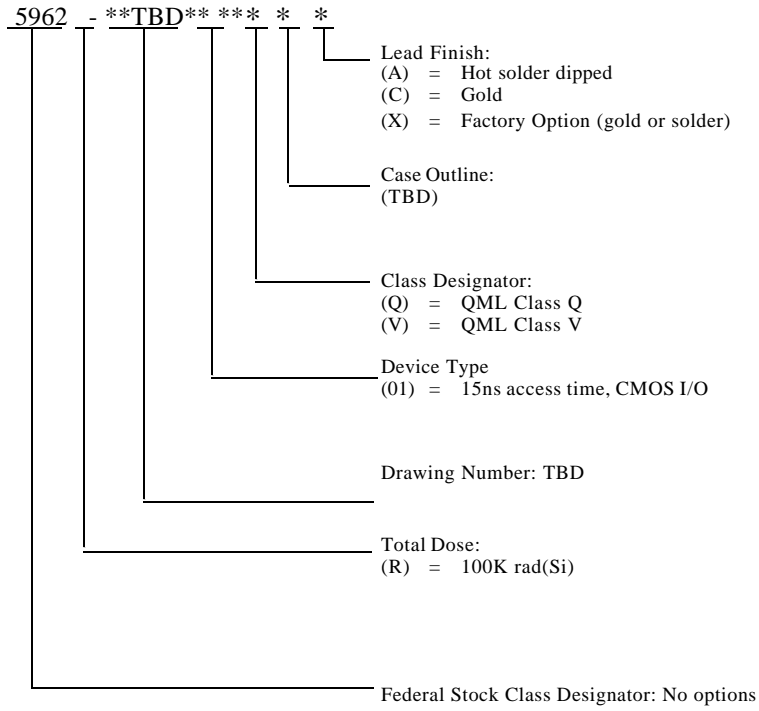 5962 - **TBD** *** * *
Lead Finish:
(A) = Hot solder dipped
(C) = Gold
(X) = Factory Option (gold or solder)
Case Outline:
(TBD)
Class Designator:
(Q) = QML Class Q
(V) = QML Class V
Device Type
(01) = 15ns access time, CMOS I/O
Drawing Number: TBD
Total Dose:
(R) = 100K rad(Si)
Federal Stock Class Designator: No options